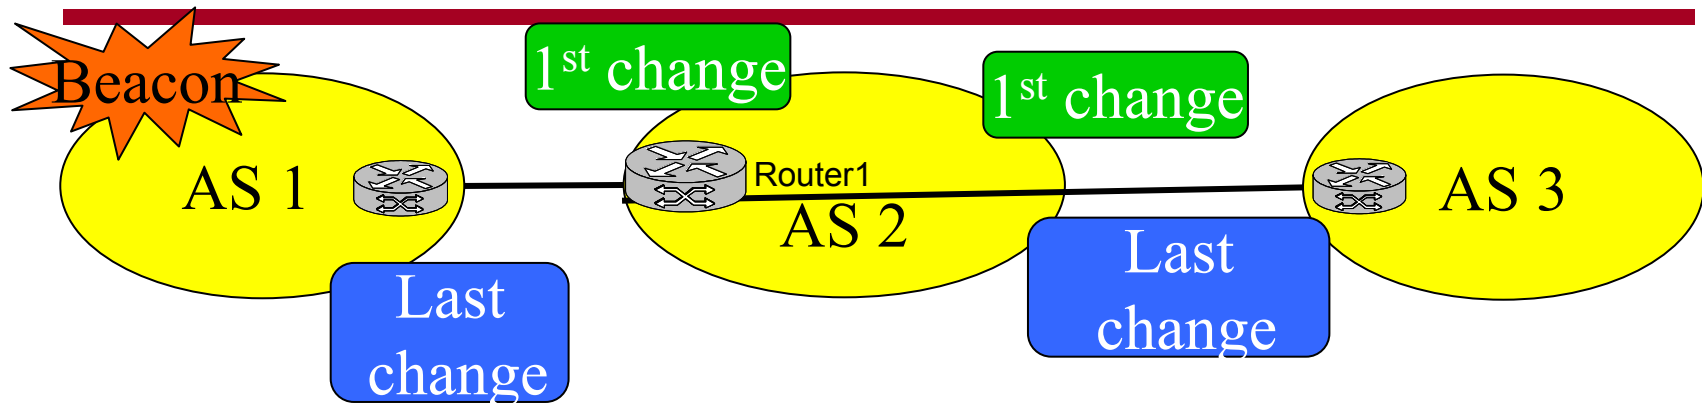 Beacon
1st change
1st change
AS 1
Router1
AS 2
AS 3
Last
change
Last
change